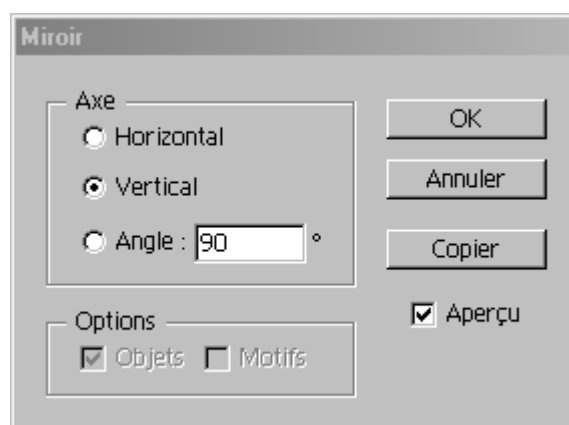 Miroir
Axe
Horizontal
Vertical
Angle : 90 °
Options
Objets Motifs
OK
Annuler
Copier
Aperçu